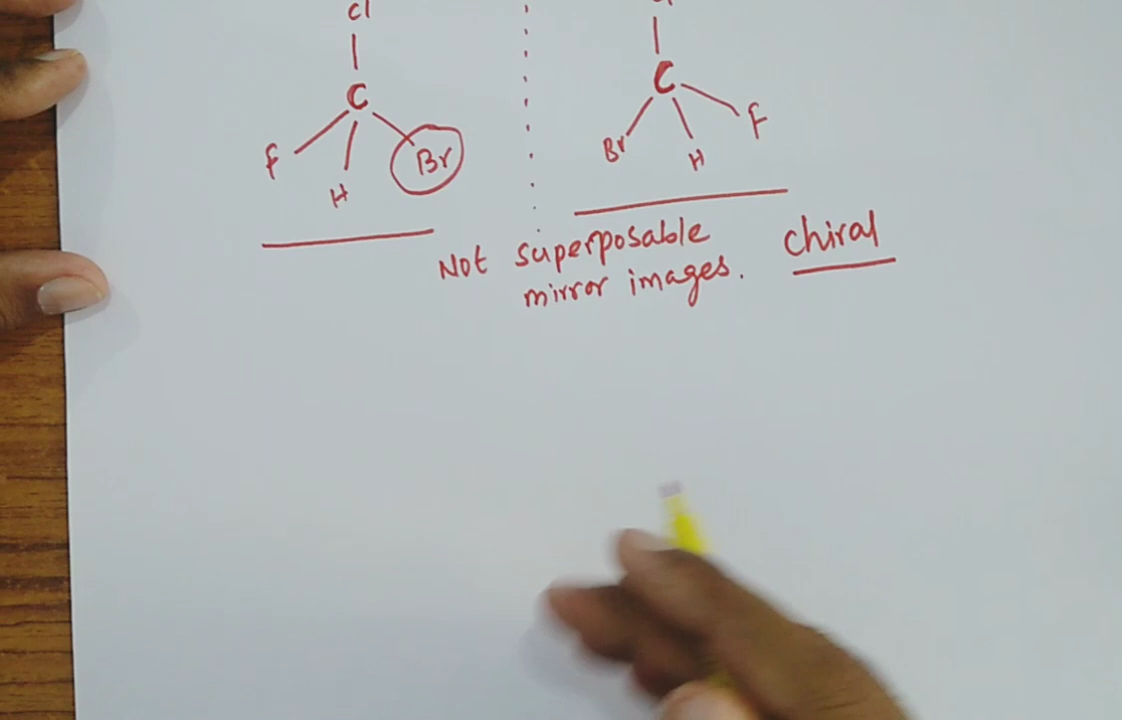 Cl
C
F
H
Br
C
Br
H
F
Not superposable
mirror images.
chiral